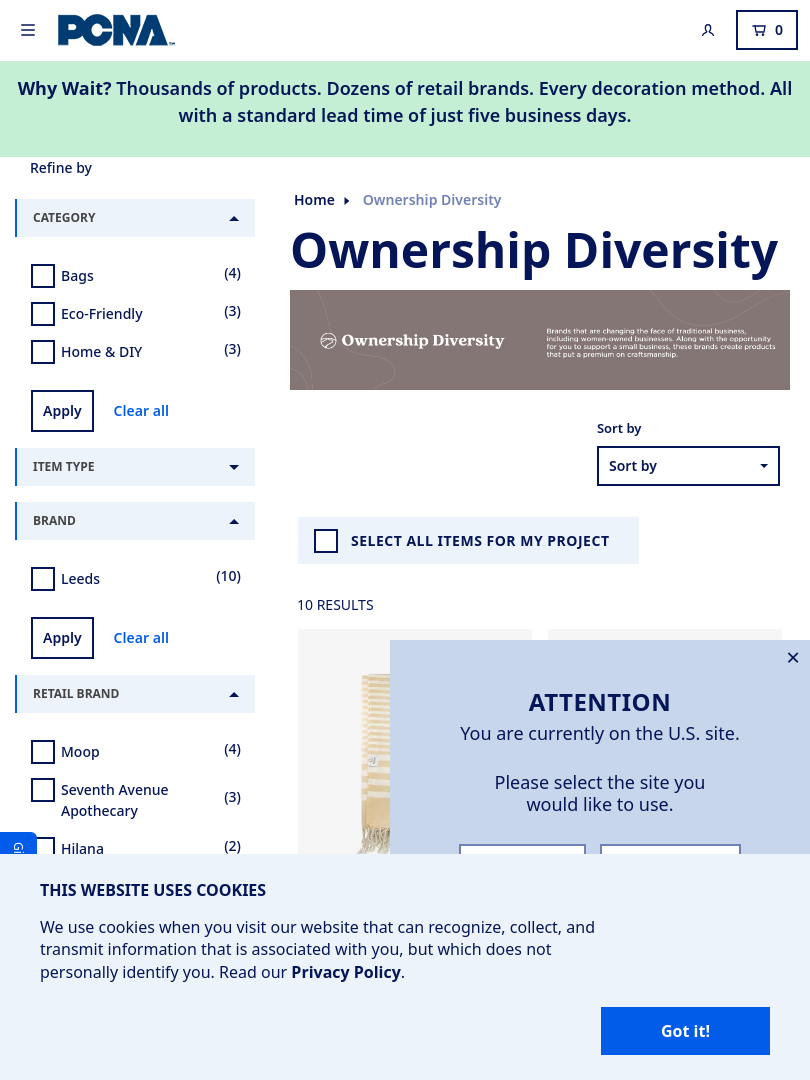 PCNA
0
Why Wait? Thousands of products. Dozens of retail brands. Every decoration method. All
with a standard lead time of just five business days.
Refine by
CATEGORY
Bags (4)
Eco-Friendly (3)
Home & DIY (3)
Apply Clear all
ITEM TYPE
BRAND
Leeds (10)
Apply Clear all
RETAIL BRAND
Moop (4)
Seventh Avenue
Apothecary (3)
Hilana (2)
Home Ownership Diversity
Ownership Diversity
Ownership Diversity
Brands that are changing the face of traditional business,
including women-owned businesses. Along with the opportunity
for you to support a small business, these brands create products
that put a premium on craftsmanship.
Sort by
Sort by
SELECT ALL ITEMS FOR MY PROJECT
10 RESULTS
ATTENTION
You are currently on the U.S. site.
Please select the site you
would like to use.
THIS WEBSITE USES COOKIES
We use cookies when you visit our website that can recognize, collect, and
transmit information that is associated with you, but which does not
personally identify you. Read our Privacy Policy.
Got it!